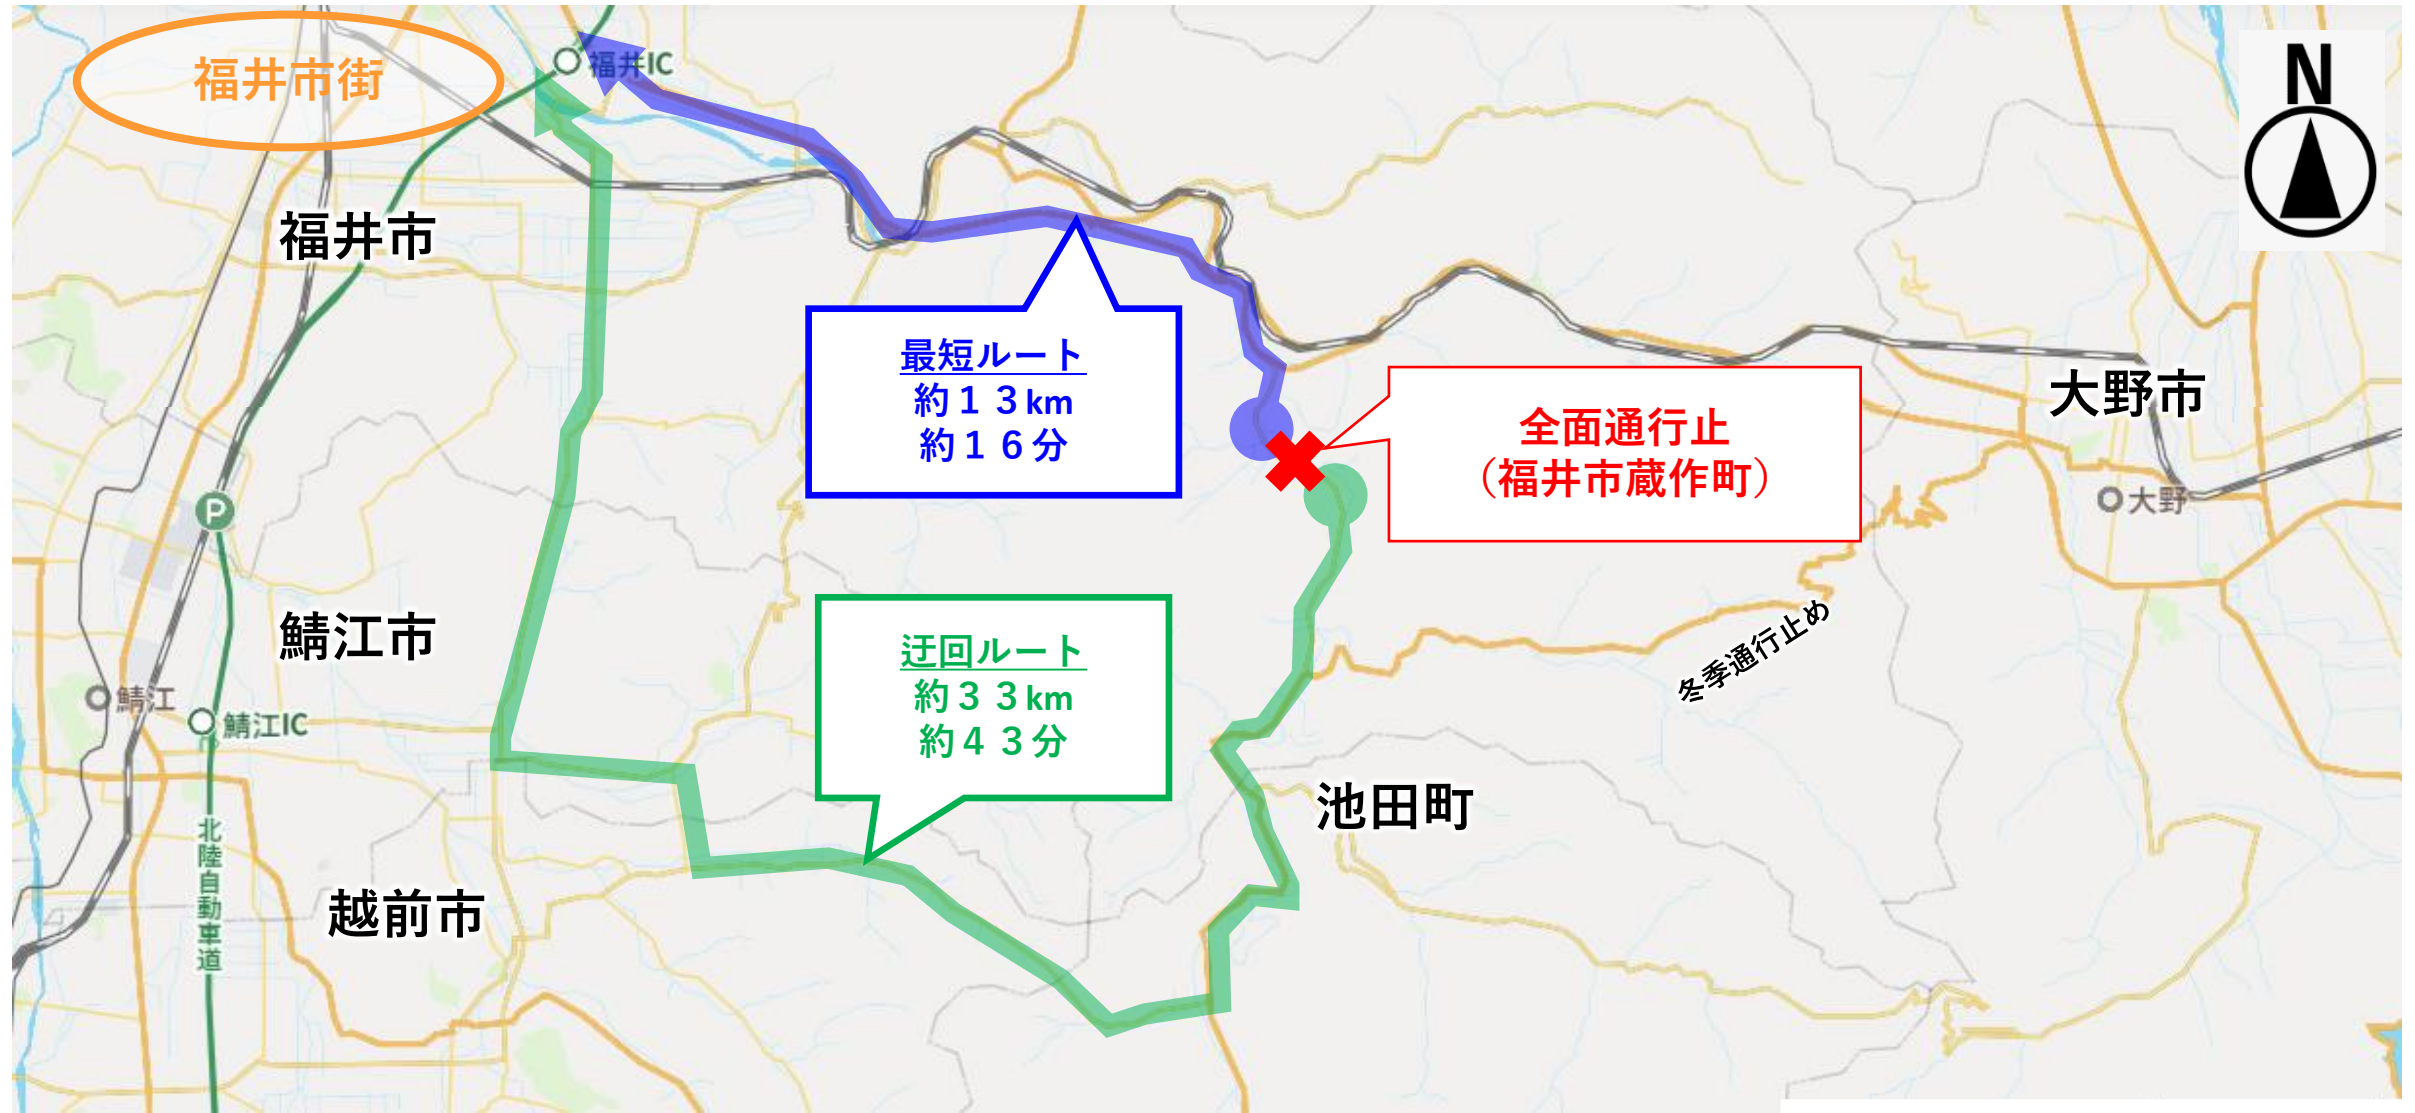 福井市街
福井IC
N
福井市
最短ルート
約１３km
約１６分
全面通行止
（福井市蔵作町）
大野市
大野
P
鯖江市
鯖江
鯖江IC
迂回ルート
約３３km
約４３分
冬季通行止め
池田町
北陸自動車道
越前市